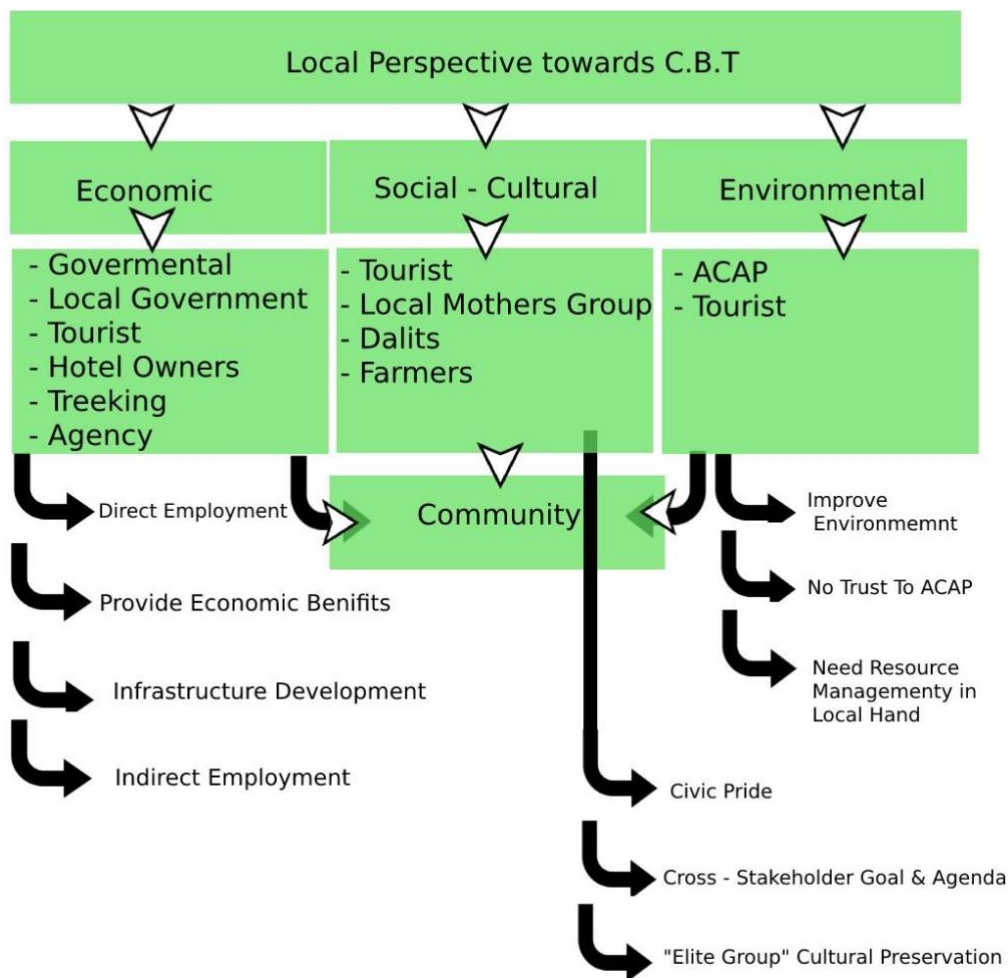 Local Perspective towards C.B.T
Economic
Social - Cultural
Environmental
- Govermental
- Local Government
- Tourist
- Hotel Owners
- Treeking
- Agency
- Tourist
- Local Mothers Group
- Dalits
- Farmers
- ACAP
- Tourist
Community
Direct Employment
Provide Economic Benifits
Infrastructure Development
Indirect Employment
Improve
Environmemnt
No Trust To ACAP
Need Resource
Managementy in
Local Hand
Civic Pride
Cross - Stakeholder Goal & Agenda
"Elite Group" Cultural Preservation